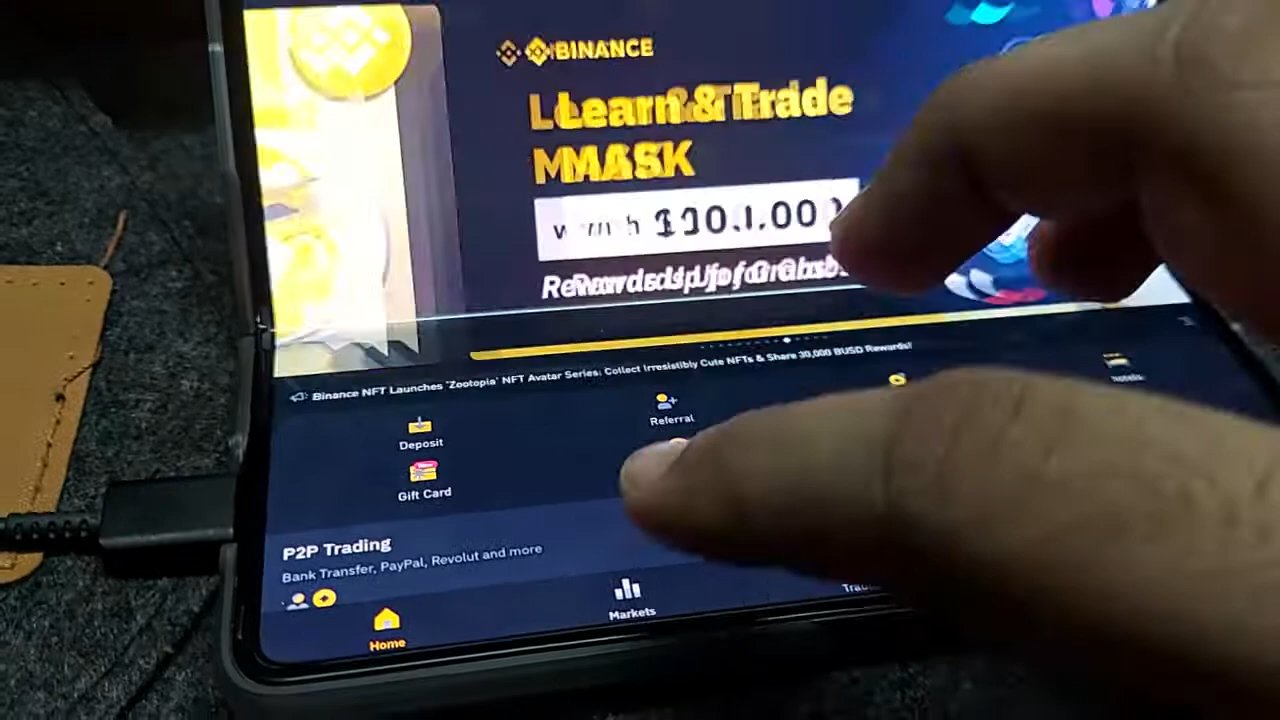 BINANCE
Learn & Trade
MASK
Binance NFT Launches 'Zootopia' NFT Avatar Series: Collect Irresistibly Cute NFTs & Share 30,000 BUSD Rewards!
Deposit
Referral
Hotels
Gift Card
P2P Trading
Bank Transfer, PayPal, Revolut and more
Home
Markets